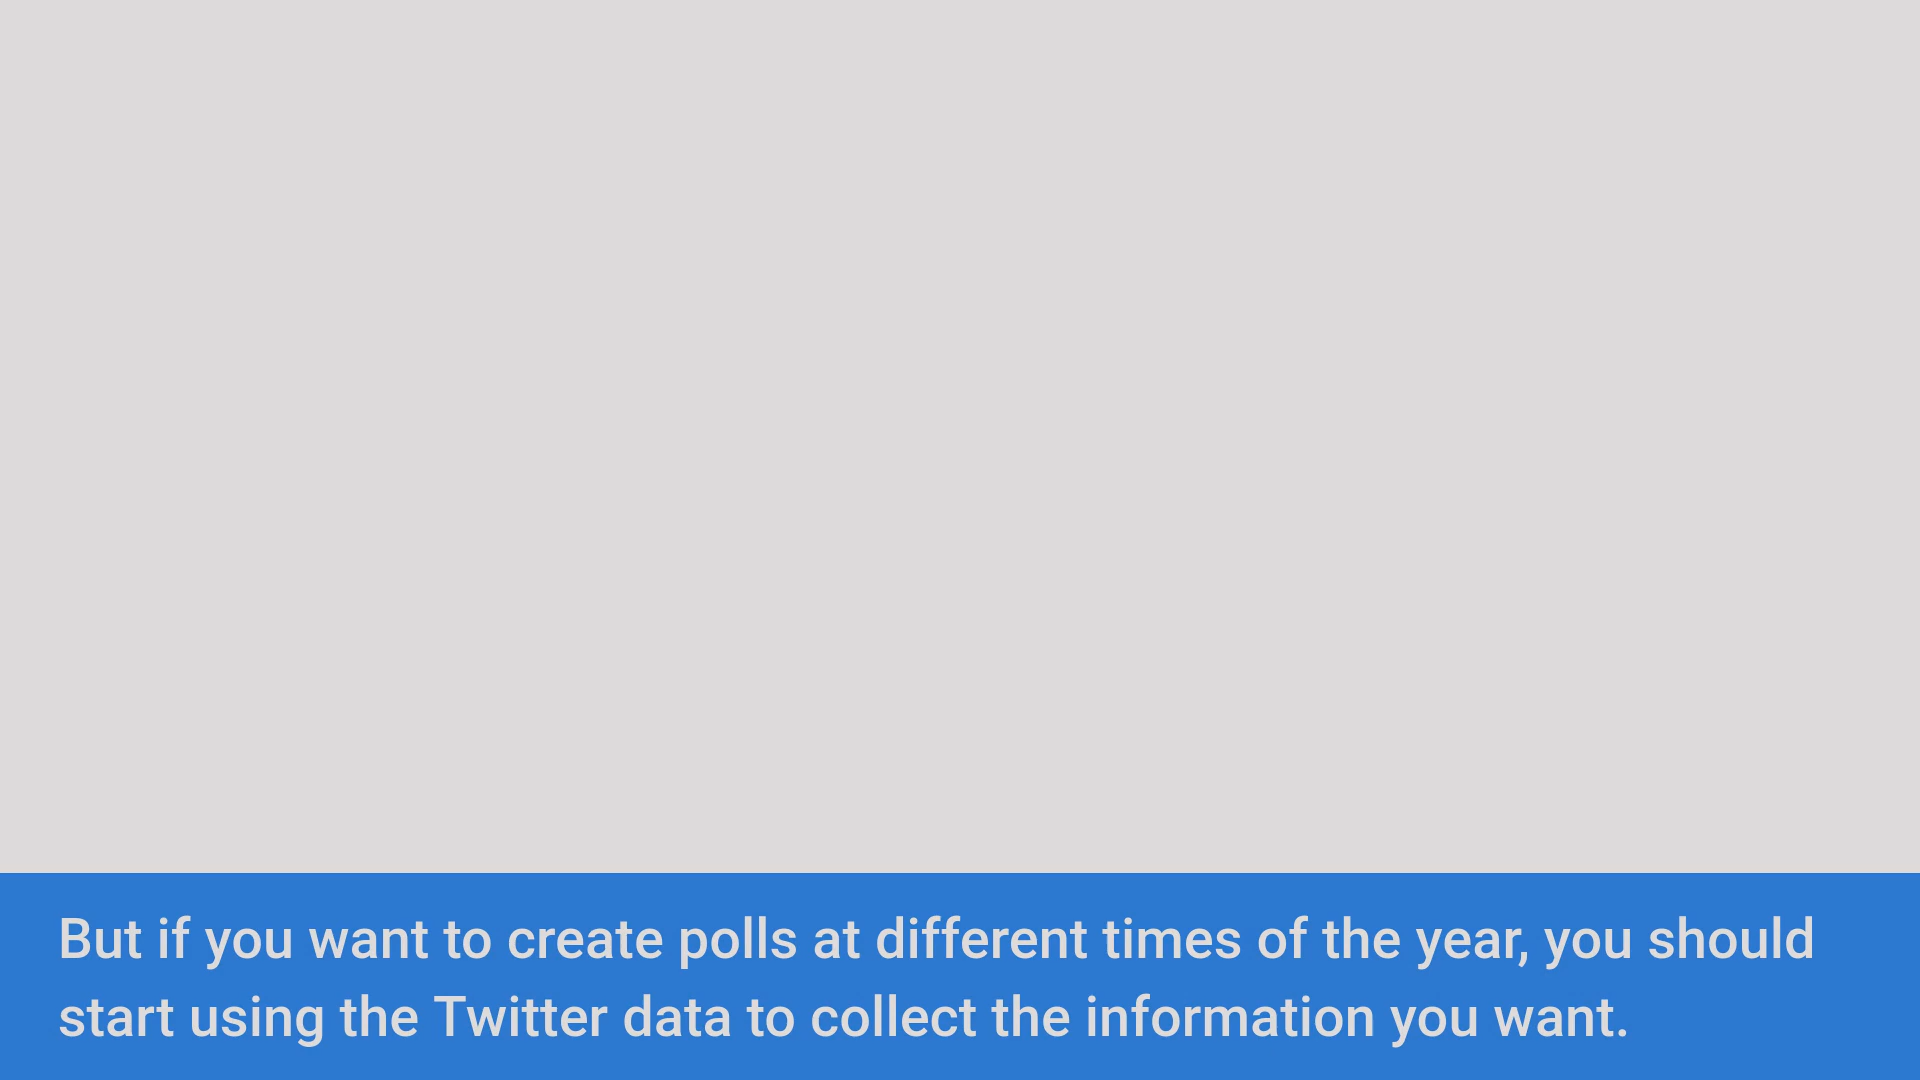 But if you want to create polls at different times of the year, you should
start using the Twitter data to collect the information you want.